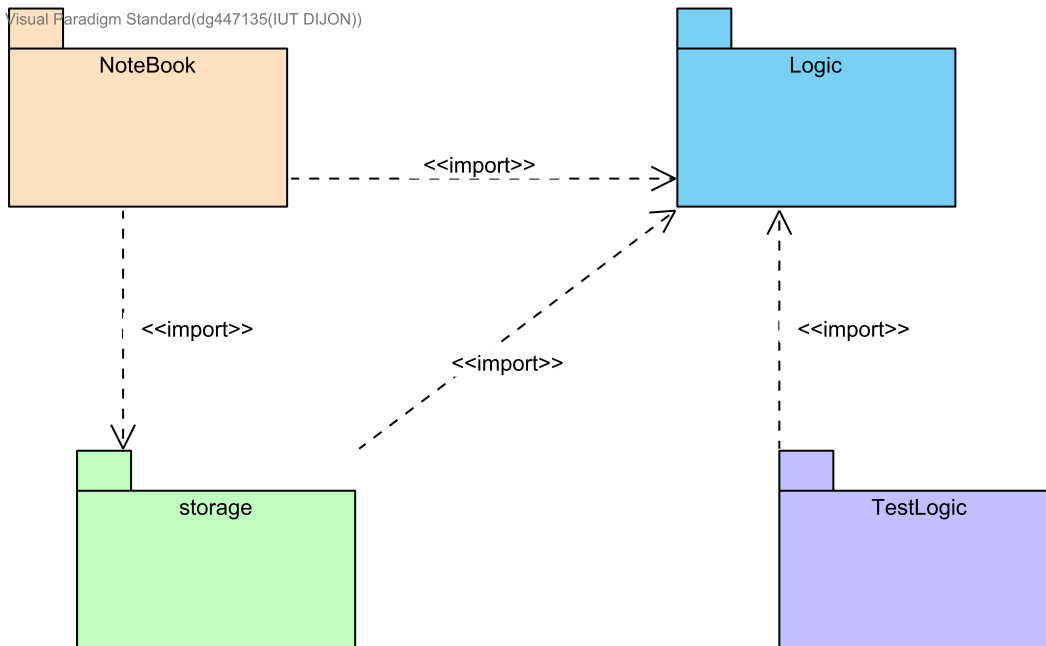 Visual Paradigm Standard(dg447135(IUT DIJON))
NoteBook
Logic
<<import>>
<<import>>
<<import>>
<<import>>
storage
TestLogic